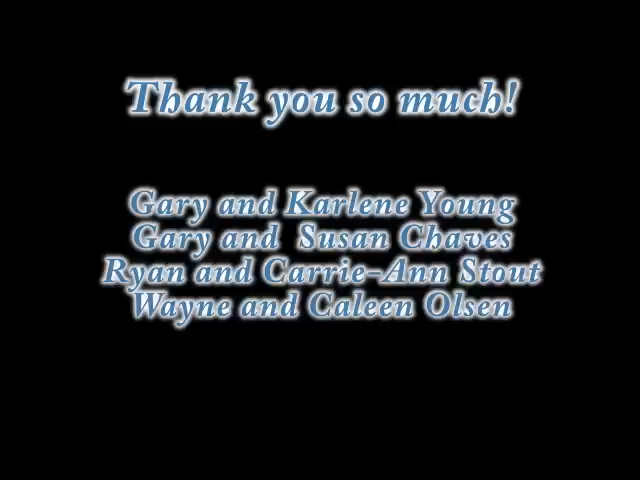 Thank you so much!
Gary and Karlene Young
Gary and Susan Chaves
Ryan and Carrie-Ann Stout
Wayne and Caleen Olsen